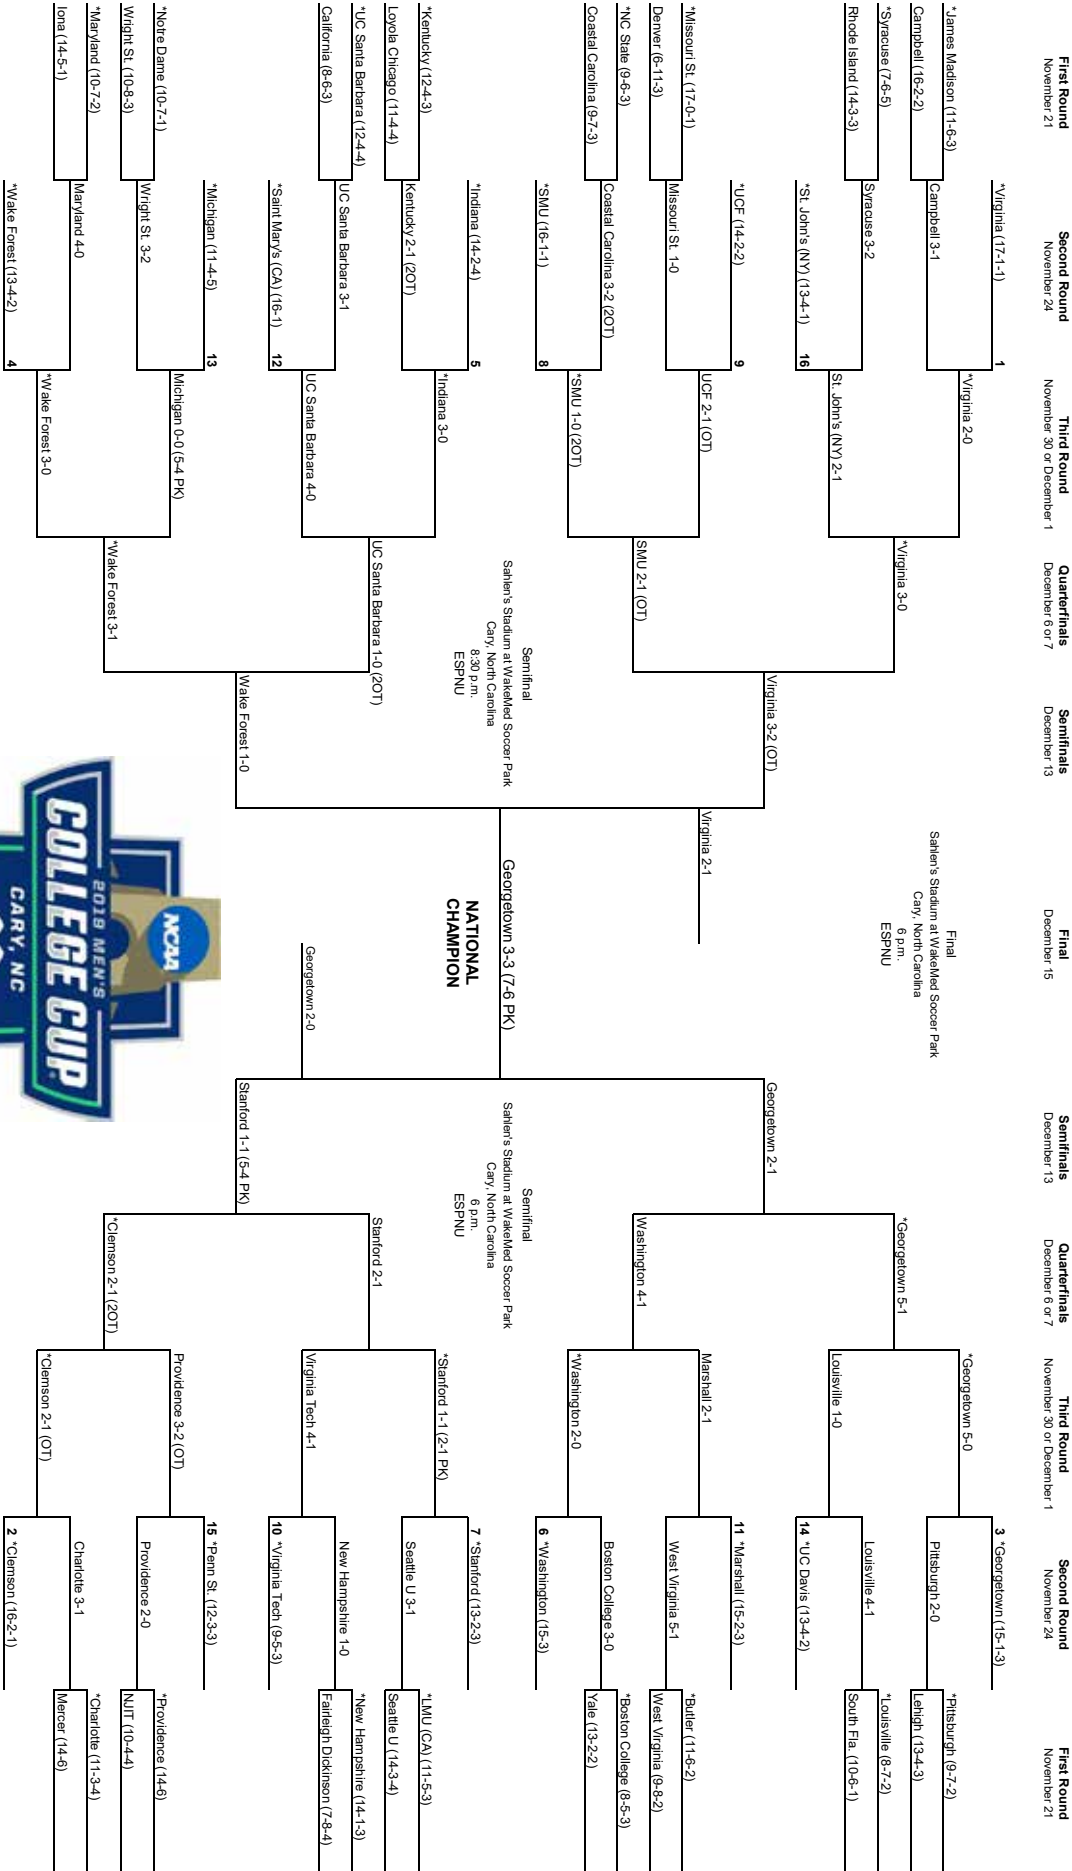 First Round
November 21
Second Round
November 24
Third Round
November 30 or December 1
Quarterfinals
December 6 or 7
Semifinals
December 13
Final
December 15
Semifinals
December 13
Quarterfinals
December 6 or 7
Third Round
November 30 or December 1
Second Round
November 24
First Round
November 21
*James Madison (11-6-3)
Campbell (16-2-2)
*Syracuse (7-6-5)
Rhode Island (14-3-3)
*Missouri St. (17-0-1)
Denver (6-11-3)
*NC State (9-6-3)
Coastal Carolina (9-7-3)
*Kentucky (12-4-3)
Loyola Chicago (11-4-4)
*UC Santa Barbara (12-4-4)
California (8-6-3)
*Notre Dame (10-7-1)
Wright St. (10-8-3)
*Maryland (10-7-2)
Iona (14-5-1)
*Virginia (17-1-1)
1
Campbell 3-1
Syracuse 3-2
*St. John's (NY) (13-4-1)
16
*UCF (14-2-2)
9
Missouri St. 1-0
Coastal Carolina 3-2 (2OT)
*SMU (16-1-1)
8
*Indiana (14-2-4)
5
Kentucky 2-1 (2OT)
UC Santa Barbara 3-1
*Saint Mary's (CA) (16-1)
12
*Michigan (11-4-5)
13
Wright St. 3-2
Maryland 4-0
*Wake Forest (13-4-2)
4
*Virginia 2-0
St. John's (NY) 2-1
UCF 2-1 (OT)
*SMU 1-0 (2OT)
*Indiana 3-0
UC Santa Barbara 4-0
Michigan 0-0 (5-4 PK)
*Wake Forest 3-0
*Virginia 3-0
SMU 2-1 (OT)
UC Santa Barbara 1-0 (2OT)
*Wake Forest 3-1
Semifinal
Sahlen's Stadium at WakeMed Soccer Park
Cary, North Carolina
8:30 p.m.
ESPNU
Virginia 3-2 (OT)
Wake Forest 1-0
Final
Sahlen's Stadium at WakeMed Soccer Park
Cary, North Carolina
6 p.m.
ESPNU
Virginia 2-1
Georgetown 3-3 (7-6 PK)
NATIONAL
CHAMPION
Georgetown 2-0
NCAA
2019 MEN'S
COLLEGE CUP
CARY, NC
Semifinal
Sahlen's Stadium at WakeMed Soccer Park
Cary, North Carolina
6 p.m.
ESPNU
Georgetown 2-1
Stanford 1-1 (5-4 PK)
*Georgetown 5-1
Washington 4-1
Stanford 2-1
*Clemson 2-1 (2OT)
*Georgetown 5-0
Louisville 1-0
Marshall 2-1
*Washington 2-0
*Stanford 1-1 (2-1 PK)
Virginia Tech 4-1
Providence 3-2 (OT)
*Clemson 2-1 (OT)
3 *Georgetown (15-1-3)
Pittsburgh 2-0
Louisville 4-1
14 *UC Davis (13-4-2)
11 *Marshall (15-2-3)
West Virginia 5-1
Boston College 3-0
6 *Washington (15-3)
7 *Stanford (13-2-3)
Seattle U 3-1
New Hampshire 1-0
10 *Virginia Tech (9-5-3)
15 *Penn St. (12-3-3)
Providence 2-0
Charlotte 3-1
2 *Clemson (16-2-1)
*Pittsburgh (9-7-2)
Lehigh (13-4-3)
*Louisville (8-7-2)
South Fla. (10-6-1)
*Butler (11-6-2)
West Virginia (9-8-2)
*Boston College (8-5-3)
Yale (13-2-2)
*LMU (CA) (11-5-3)
Seattle U (14-3-4)
*New Hampshire (14-1-3)
Fairleigh Dickinson (7-8-4)
*Providence (14-6)
NJIT (10-4-4)
*Charlotte (11-3-4)
Mercer (14-6)